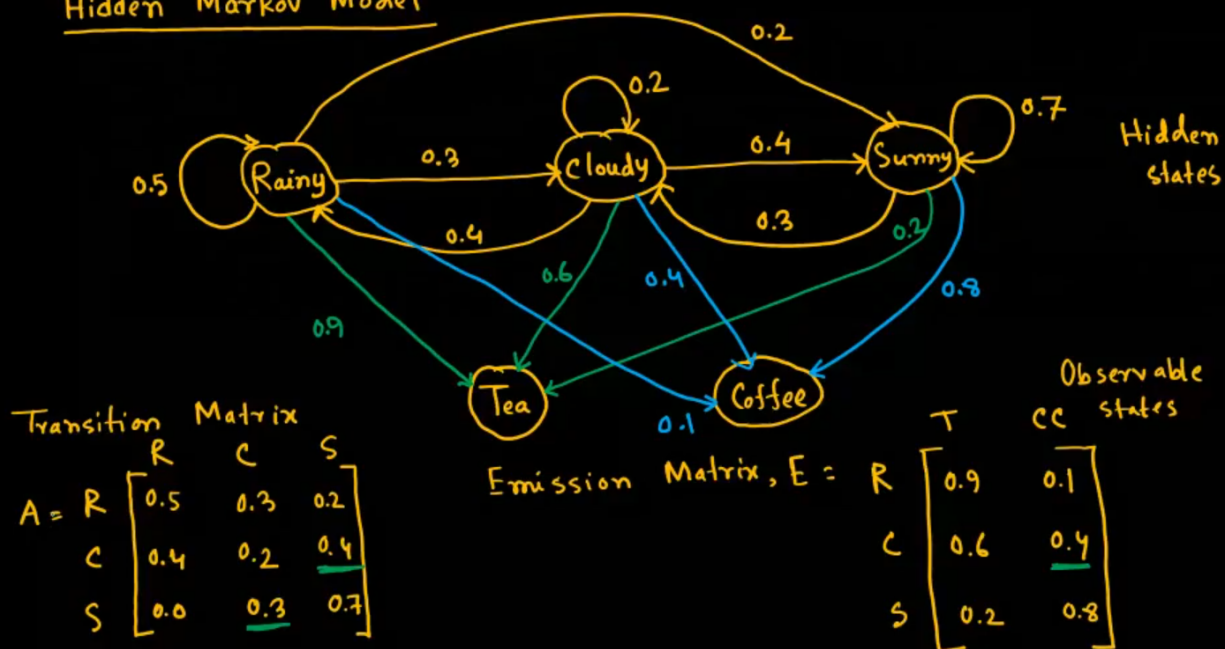 Hidden Markov Model
0.2
0.2
0.7
Hidden
states
0.5
Rainy
0.3
Cloudy
0.4
Sunny
0.4
0.3
0.2
0.6
0.4
0.8
0.9
Tea
Coffee
0.1
Observable
states
Transition Matrix
R C S
A = R 0.5 0.3 0.2
C 0.4 0.2 0.4
S 0.0 0.3 0.7
Emission Matrix, E =
T CC
R 0.9 0.1
C 0.6 0.4
S 0.2 0.8